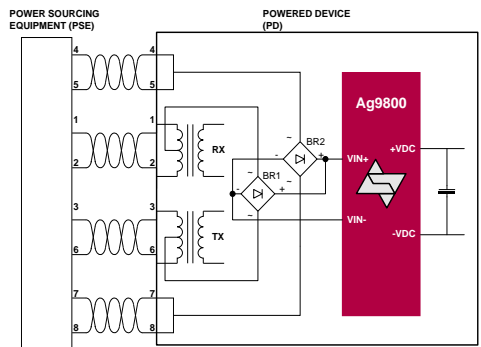 POWER SOURCING
EQUIPMENT (PSE)
POWERED DEVICE
(PD)
4 4
5 5
1 1
2 2
3 3
6 6
7 7
8 8
RX
TX
~ BR2
- +
~
~ BR1
- +
~
Ag9800
VIN+
VIN-
+VDC
-VDC